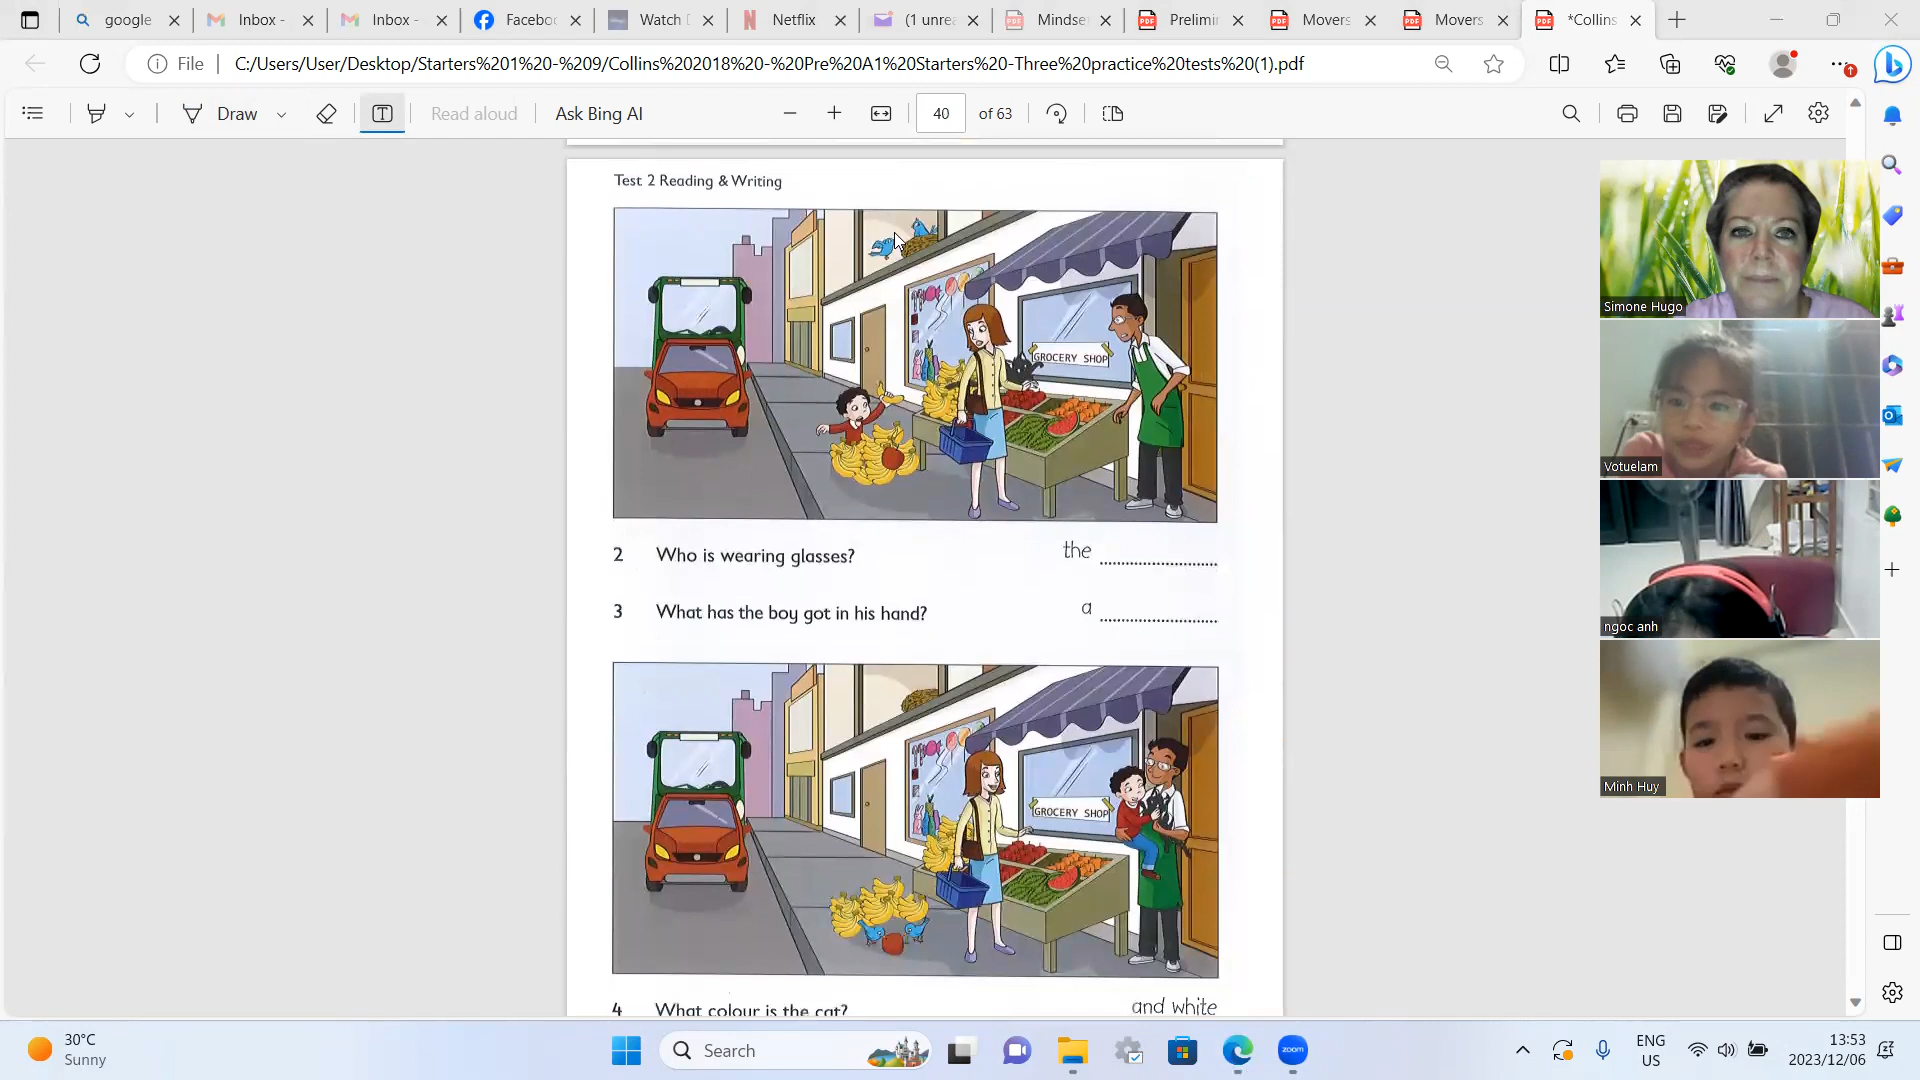 google
Inbox -
Inbox -
Faceboo
Watch
Netflix
(1 unrea
Mindse
Prelimi
Movers
Movers
*Collins
File
C:/Users/User/Desktop/Starters%201%20-%209/Collins%202018%20-%20Pre%20A1%20Starters%20-Three%20practice%20tests%20(1).pdf
Draw
Read aloud
Ask Bing AI
40
of 63
Test 2 Reading & Writing
GROCERY SHOP
2 Who is wearing glasses? the
3 What has the boy got in his hand? a
GROCERY SHOP
4 What colour is the cat? and white
Simone Hugo
Votuelam
ngoc anh
Minh Huy
30°C
Sunny
Search
zoom
ENG
US
13:53
2023/12/06